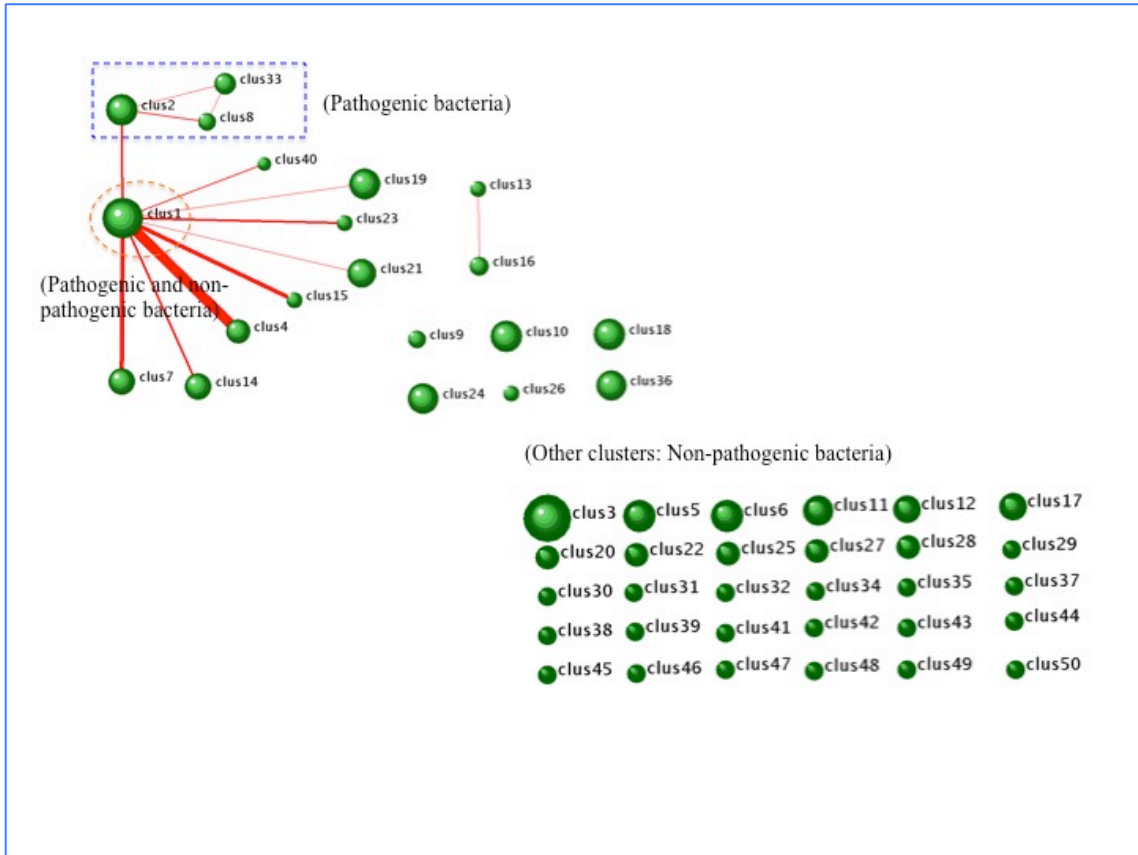 clus33
clus2
clus8
(Pathogenic bacteria)
clus40
clus19
clus13
clus1
clus23
clus21
clus16
(Pathogenic and non-
pathogenic bacteria)
clus15
clus4
clus9
clus10
clus18
clus7
clus14
clus24
clus26
clus36
(Other clusters: Non-pathogenic bacteria)
clus3 clus5 clus6 clus11 clus12 clus17
clus20 clus22 clus25 clus27 clus28 clus29
clus30 clus31 clus32 clus34 clus35 clus37
clus38 clus39 clus41 clus42 clus43 clus44
clus45 clus46 clus47 clus48 clus49 clus50